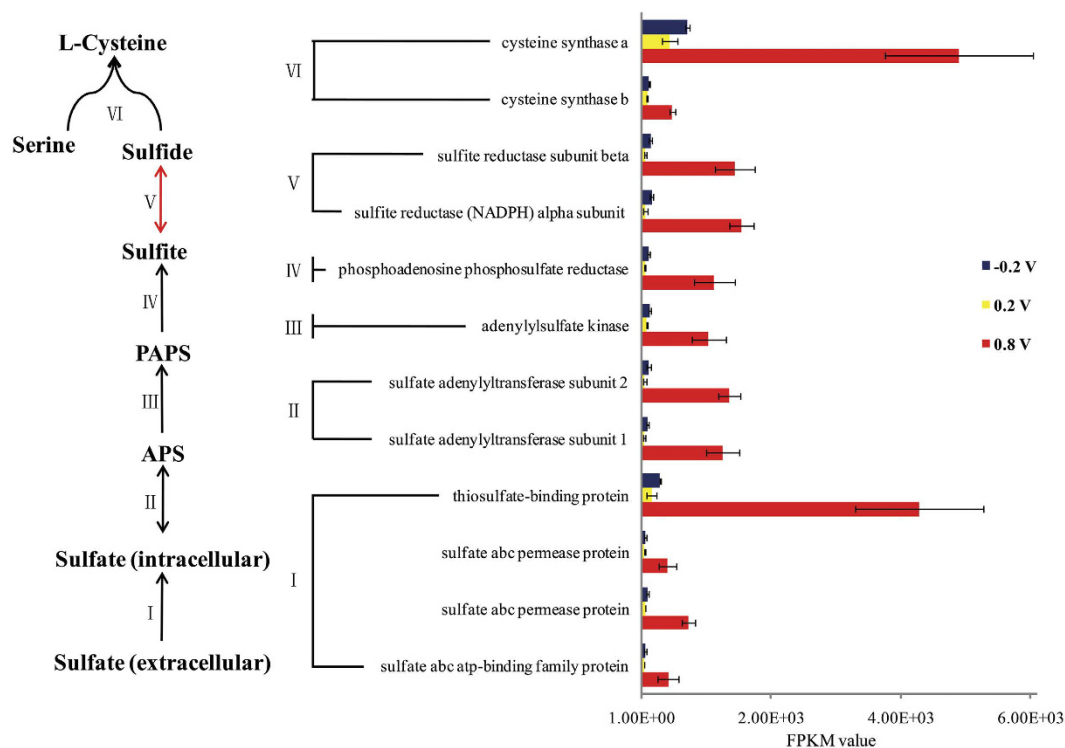 L-Cysteine
VI
Serine
Sulfide
V
Sulfite
IV
PAPS
III
APS
II
Sulfate (intracellular)
I
Sulfate (extracellular)
VI
cysteine synthase a
cysteine synthase b
V
sulfite reductase subunit beta
sulfite reductase (NADPH) alpha subunit
IV
phosphoadenosine phosphosulfate reductase
III
adenylylsulfate kinase
II
sulfate adenylyltransferase subunit 2
sulfate adenylyltransferase subunit 1
I
thiosulfate-binding protein
sulfate abc permease protein
sulfate abc permease protein
sulfate abc atp-binding family protein
-0.2 V
0.2 V
0.8 V
1.00E+00 2.00E+03 4.00E+03 6.00E+03
FPKM value